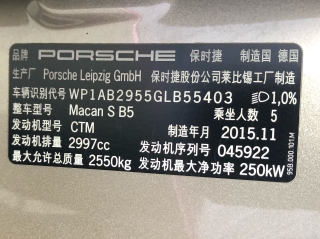 PORSCHE 保时捷 制造国 德国
生产厂 Porsche Leipzig GmbH 保时捷股份公司莱比锡工厂制造
车辆识别代号 WP1AB2955GLB55403 1,0%
整车型号 Macan S B5 乘坐人数 5
发动机型号 CTM 制造年月 2015.11
发动机排量 2997cc 发动机序列号 045922
最大允许总质量 2550kg 发动机最大净功率 250kW
95B.000.101.M